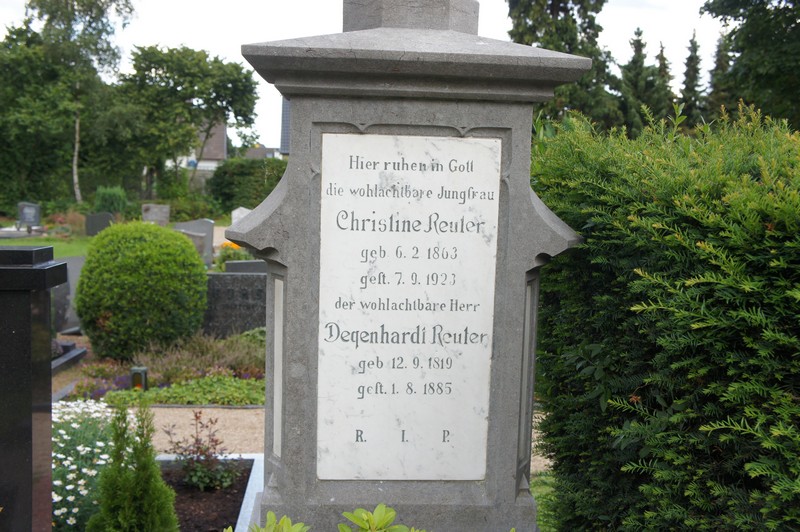 Hier ruhen in Gott
die wohlachtbare Jungfrau
Christine Reuter
geb 6. 2 1863
gest. 7. 9. 1923
der wohlachtbare Herr
Degenhardt Reuter
geb 12. 9. 1819
gest. 1. 8. 1885
R. I. P.